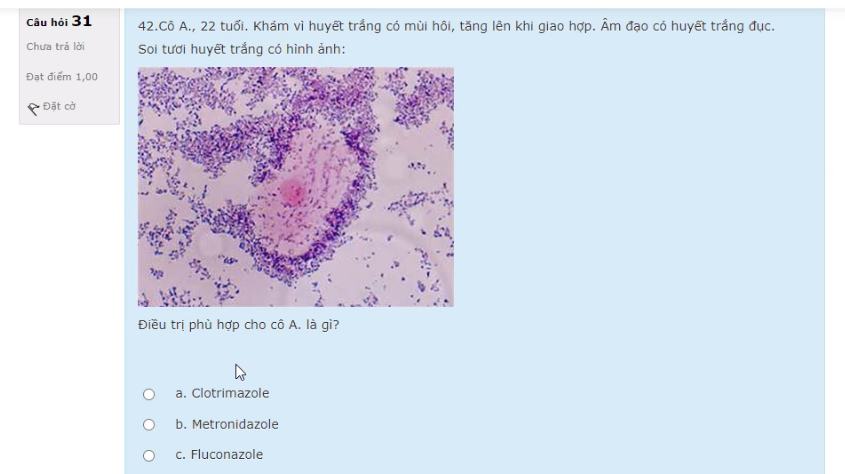 Câu hỏi 31
Chưa trả lời
Đạt điểm 1,00
Đặt cờ
42.Cô A., 22 tuổi. Khám vì huyết trắng có mùi hôi, tăng lên khi giao hợp. Âm đạo có huyết trắng đục.
Soi tươi huyết trắng có hình ảnh:
Điều trị phù hợp cho cô A. là gì?
a. Clotrimazole
b. Metronidazole
c. Fluconazole